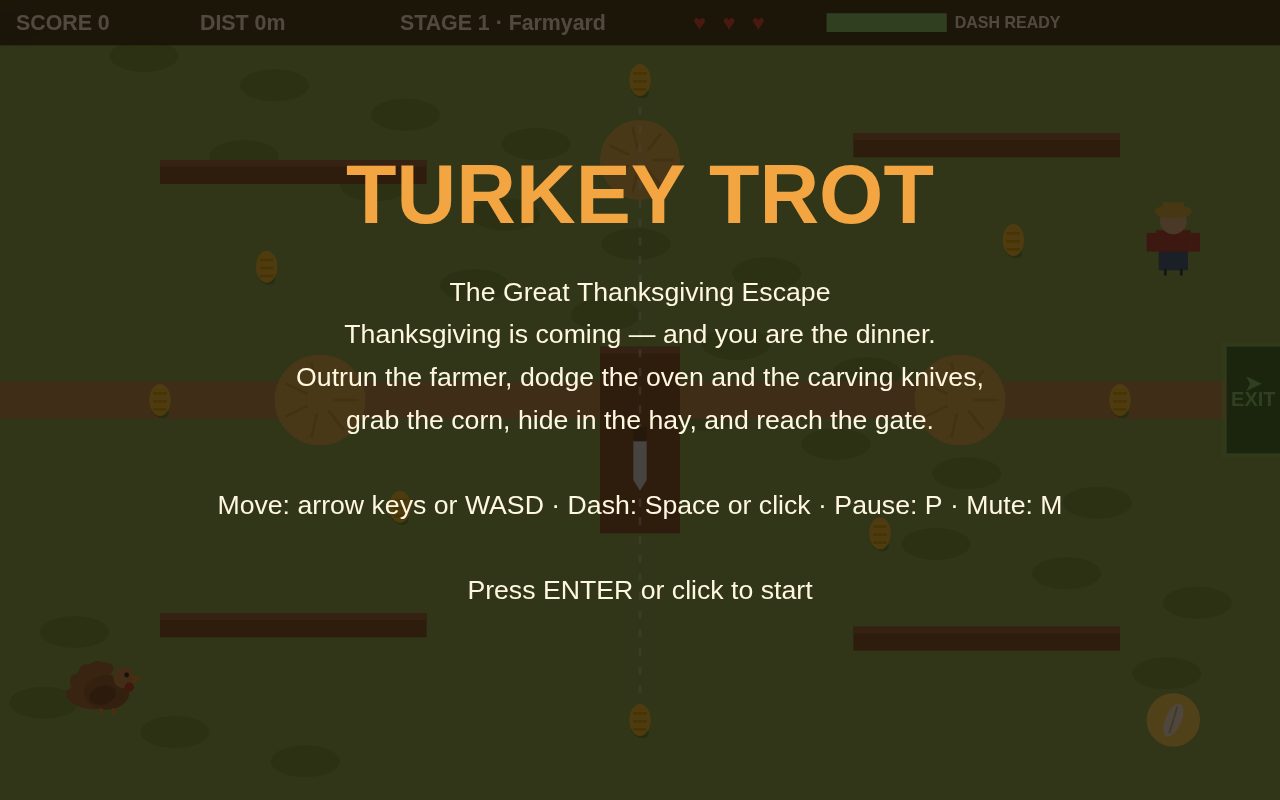 SCORE 0 DIST 0m STAGE 1 · Farmyard DASH READY
TURKEY TROT
The Great Thanksgiving Escape
Thanksgiving is coming — and you are the dinner.
Outrun the farmer, dodge the oven and the carving knives,
grab the corn, hide in the hay, and reach the gate.
EXIT
Move: arrow keys or WASD · Dash: Space or click · Pause: P · Mute: M
Press ENTER or click to start